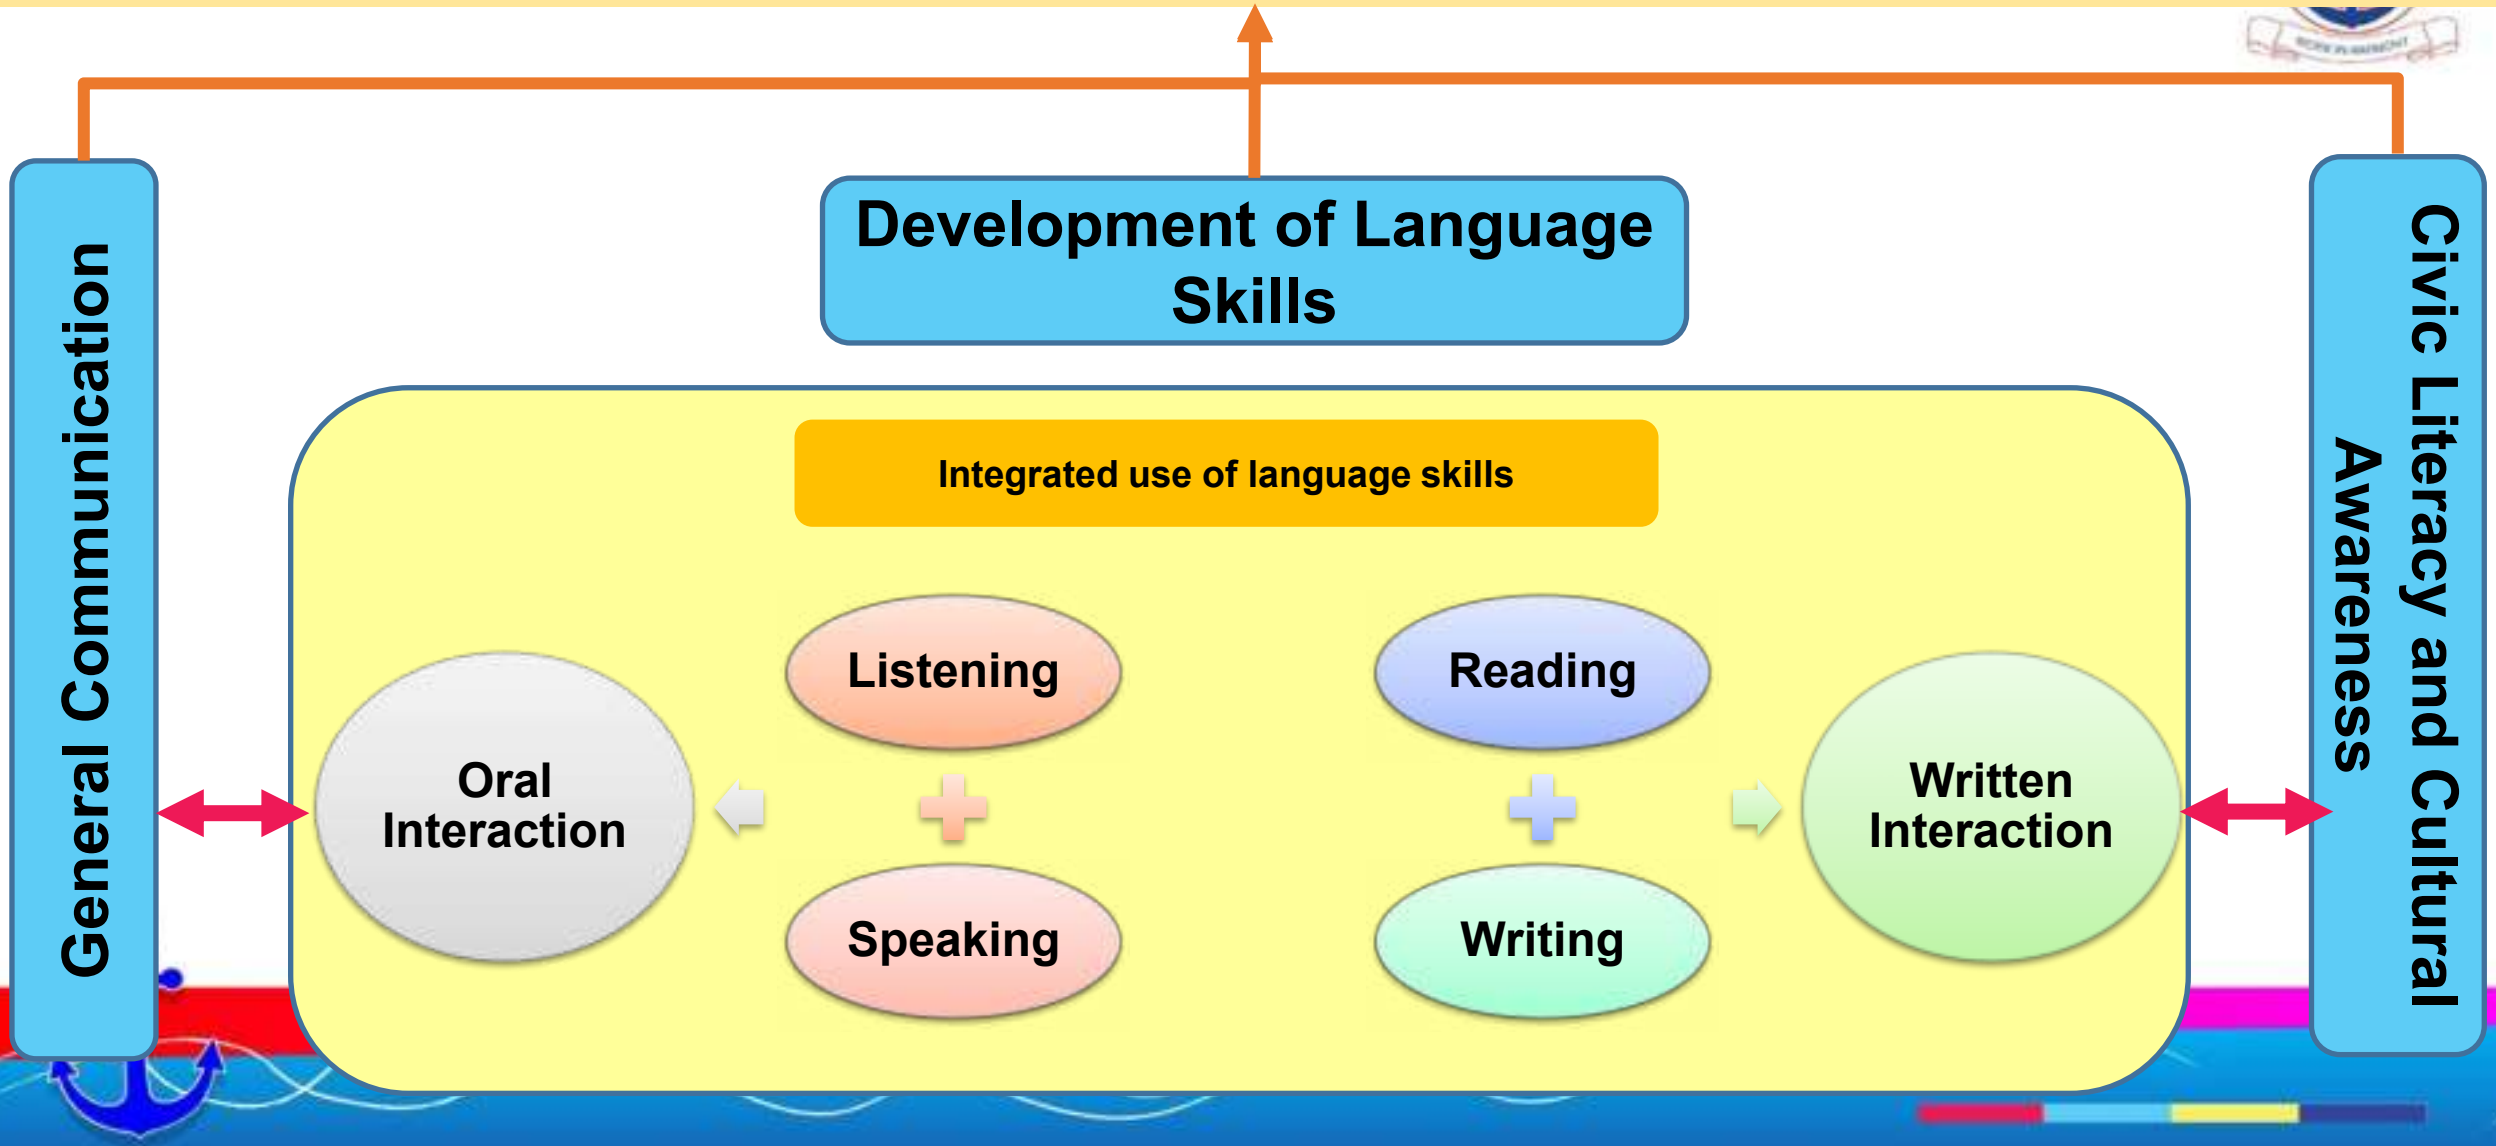 Development of Language
Skills
General Communication
Civic Literacy and Cultural
Awareness
Integrated use of language skills
Listening
Reading
Oral
Interaction
Written
Interaction
Speaking
Writing